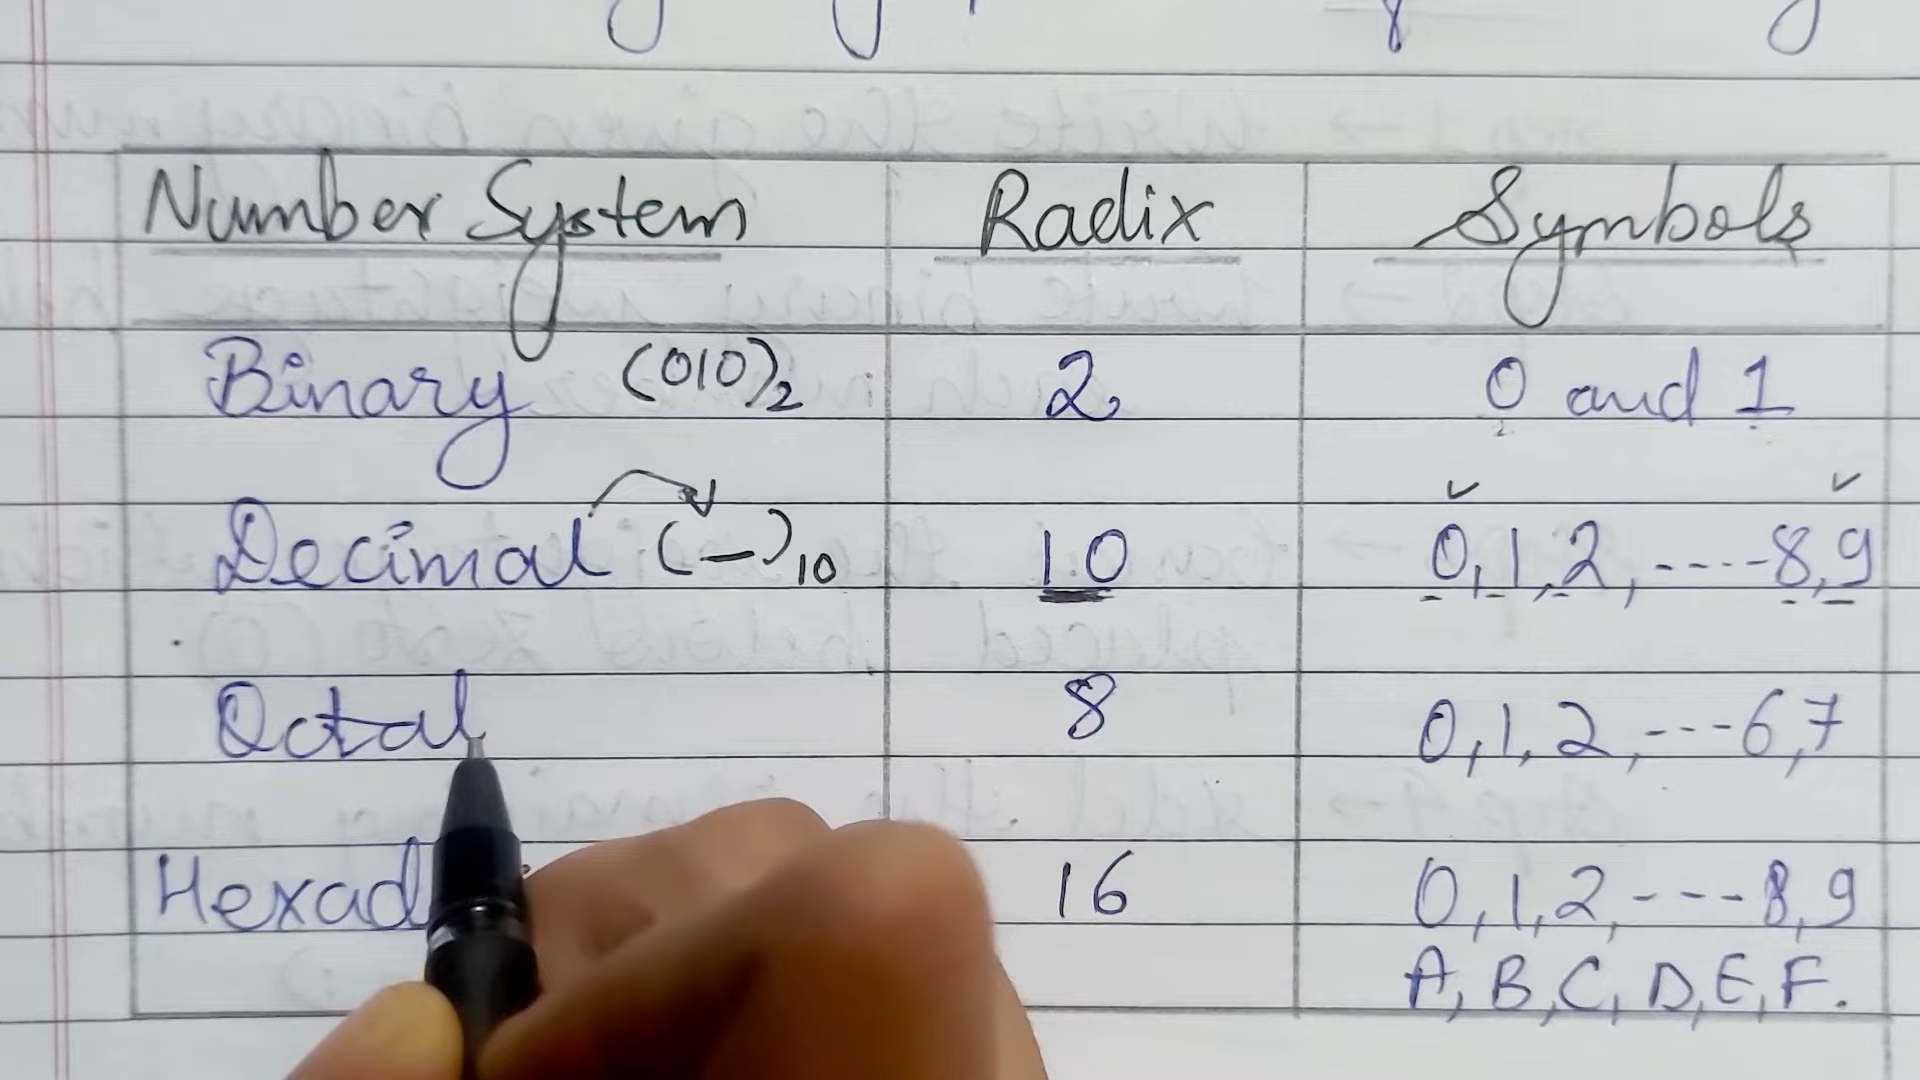 Number System Radix Symbols
Binary (010)2 2 0 and 1
Decimal (–)10 10 0,1,2,----8,9
Octal 8 0,1,2,---6,7
Hexad 16 0,1,2,---8,9
A,B,C,D,E,F.